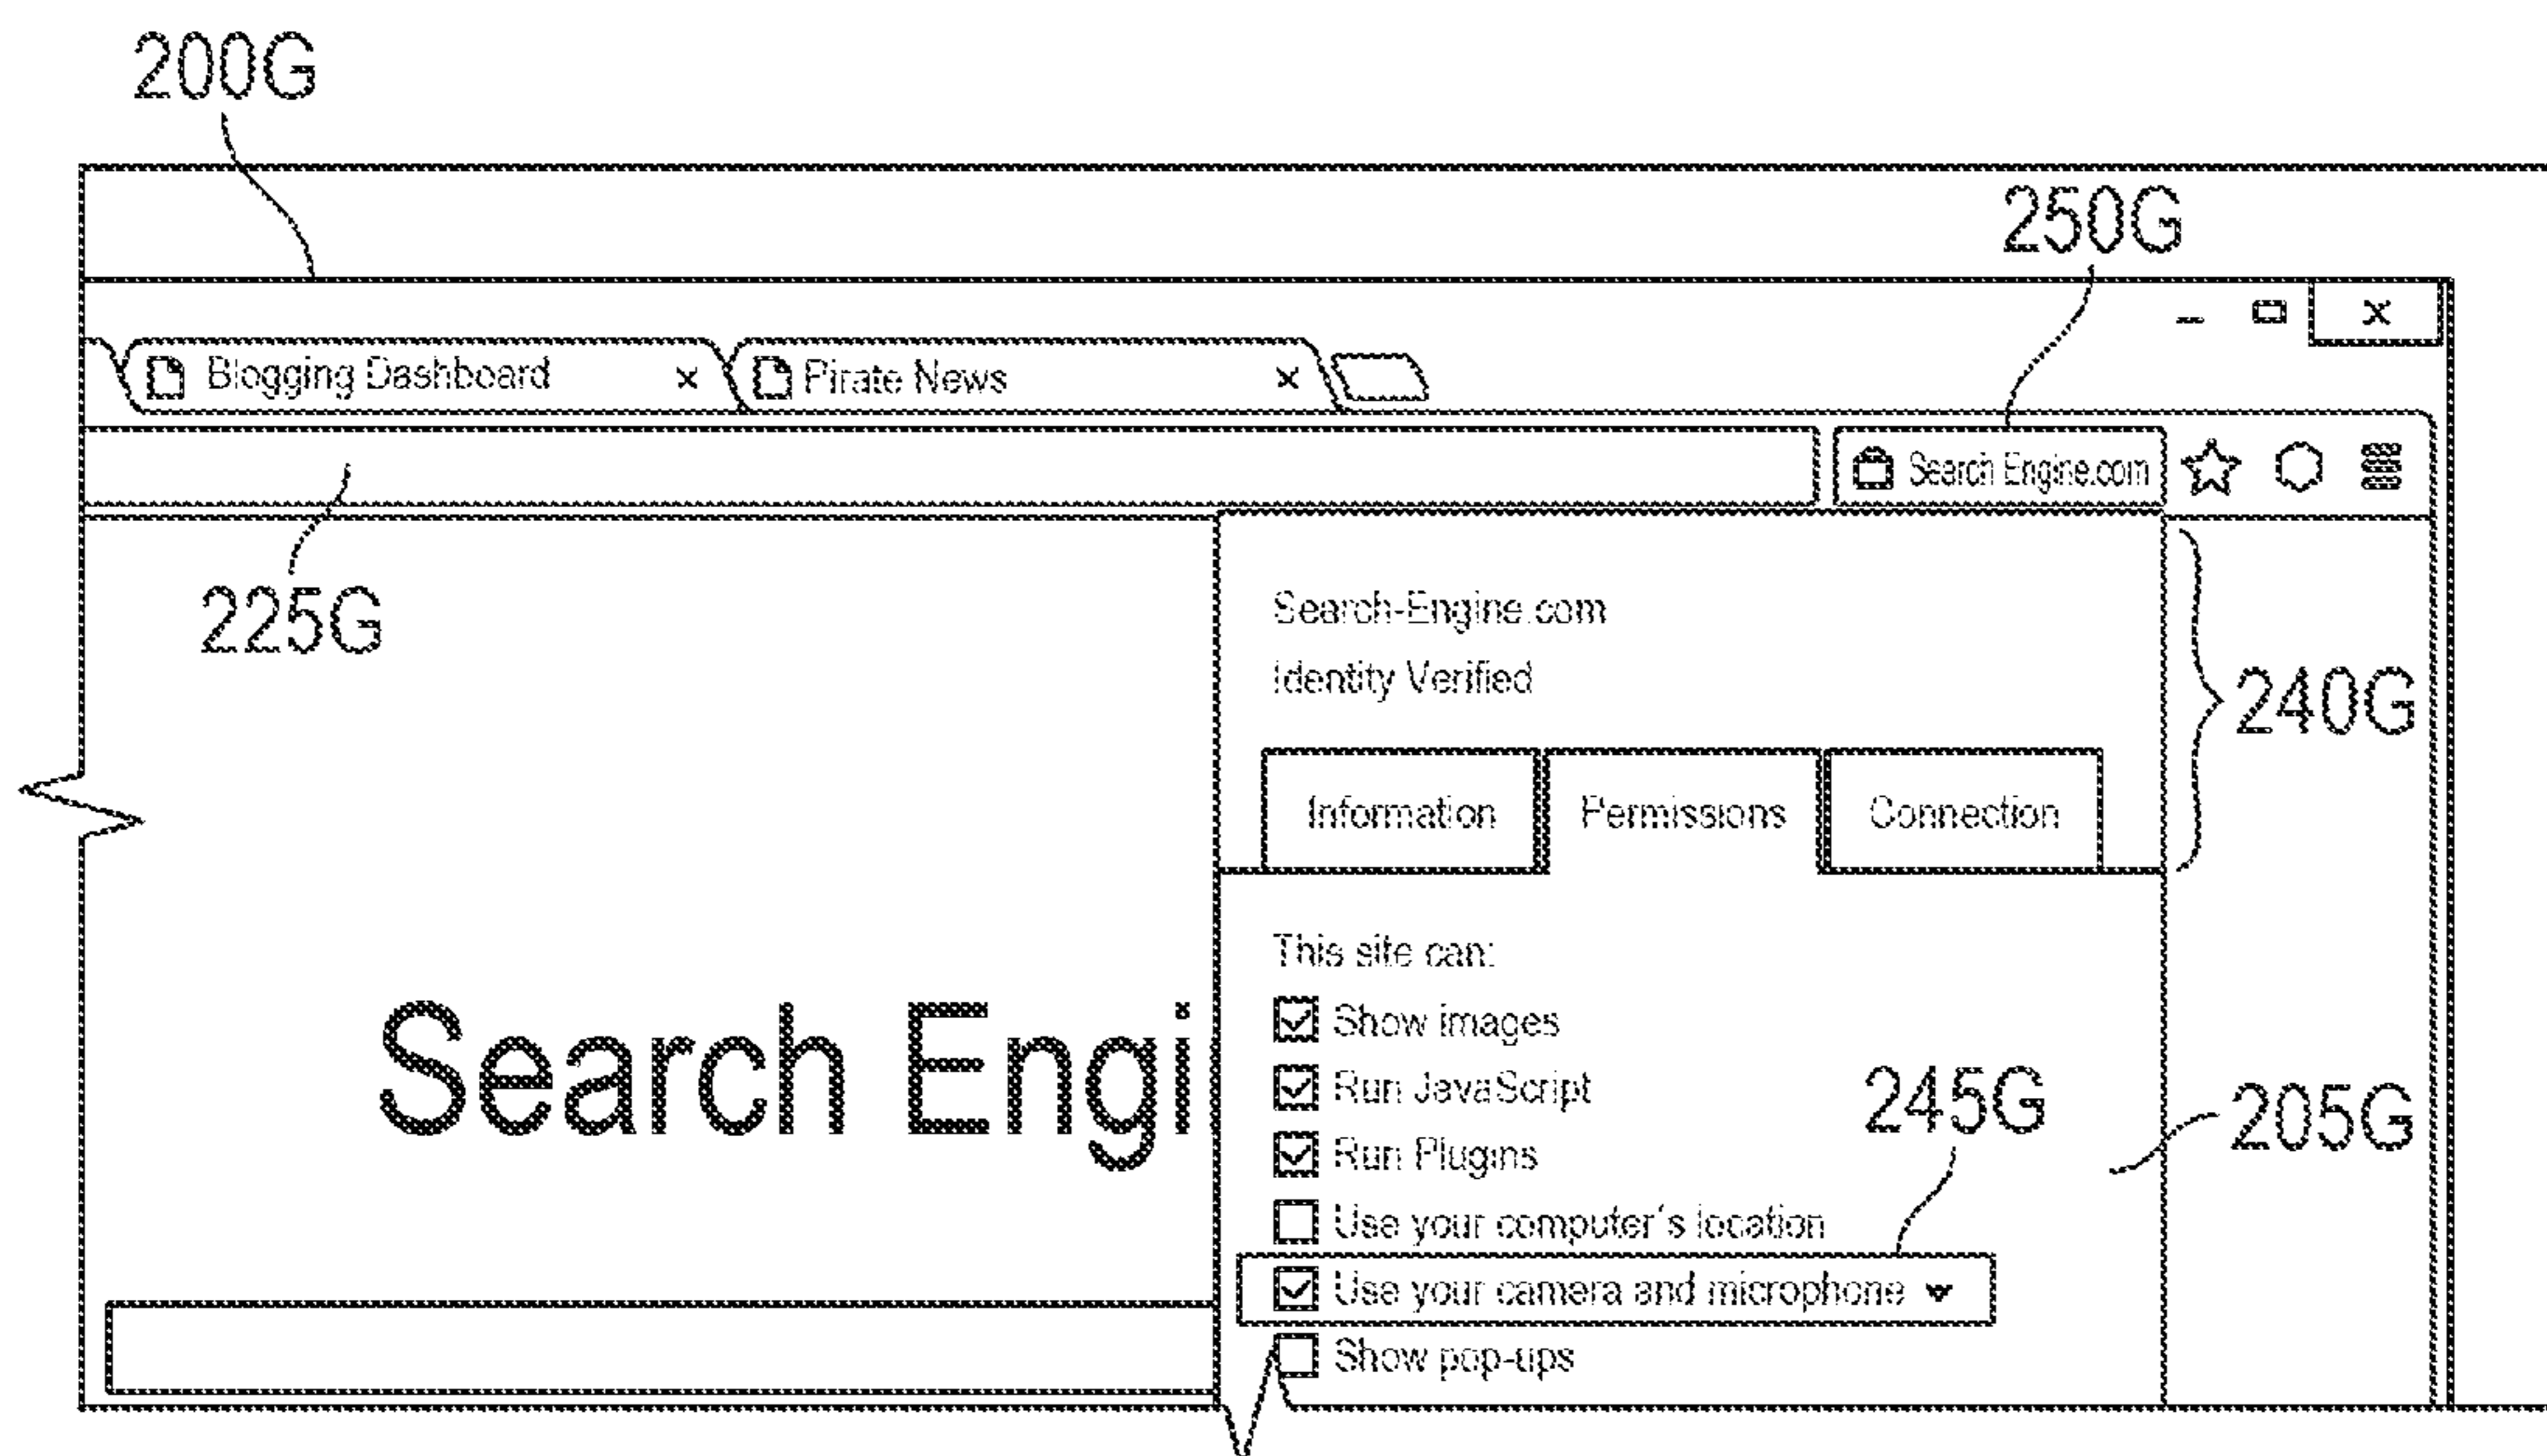 200G
250G
Blogging Dashboard
Pirate News
Search Engine.com
225G
Search-Engine.com
Identity Verified
240G
Information Permissions Connection
This site can:
Show images
Search Engi
Run JavaScript
245G
205G
Run Plugins
Use your computer's location
Use your camera and microphone
Show pop-ups